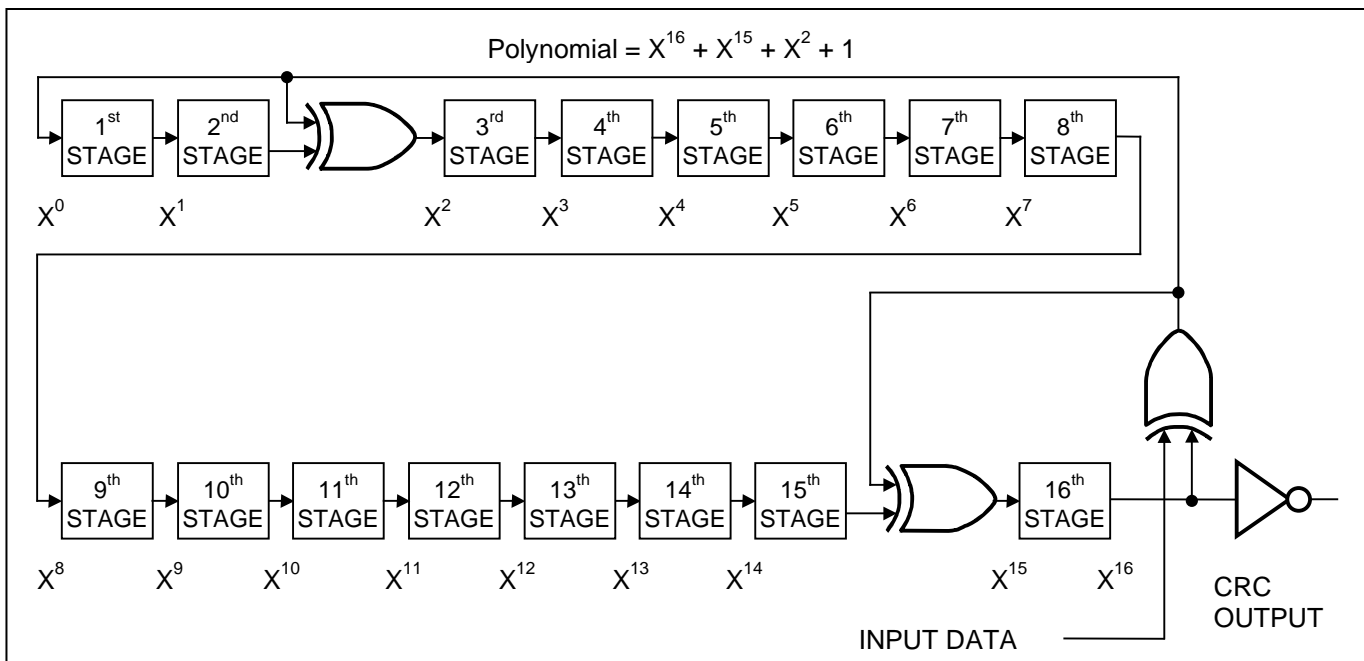 Polynomial = X¹⁶ + X¹⁵ + X² + 1
1st STAGE
2nd STAGE
3rd STAGE
4th STAGE
5th STAGE
6th STAGE
7th STAGE
8th STAGE
X⁰ X¹ X² X³ X⁴ X⁵ X⁶ X⁷
9th STAGE
10th STAGE
11th STAGE
12th STAGE
13th STAGE
14th STAGE
15th STAGE
16th STAGE
X⁸ X⁹ X¹⁰ X¹¹ X¹² X¹³ X¹⁴ X¹⁵ X¹⁶
CRC
OUTPUT
INPUT DATA